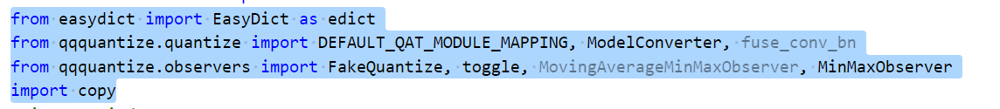 from easydict import EasyDict as edict
from qqquantize.quantize import DEFAULT_QAT_MODULE_MAPPING, ModelConverter, fuse_conv_bn
from qqquantize.observers import FakeQuantize, toggle, MovingAverageMinMaxObserver, MinMaxObserver
import copy